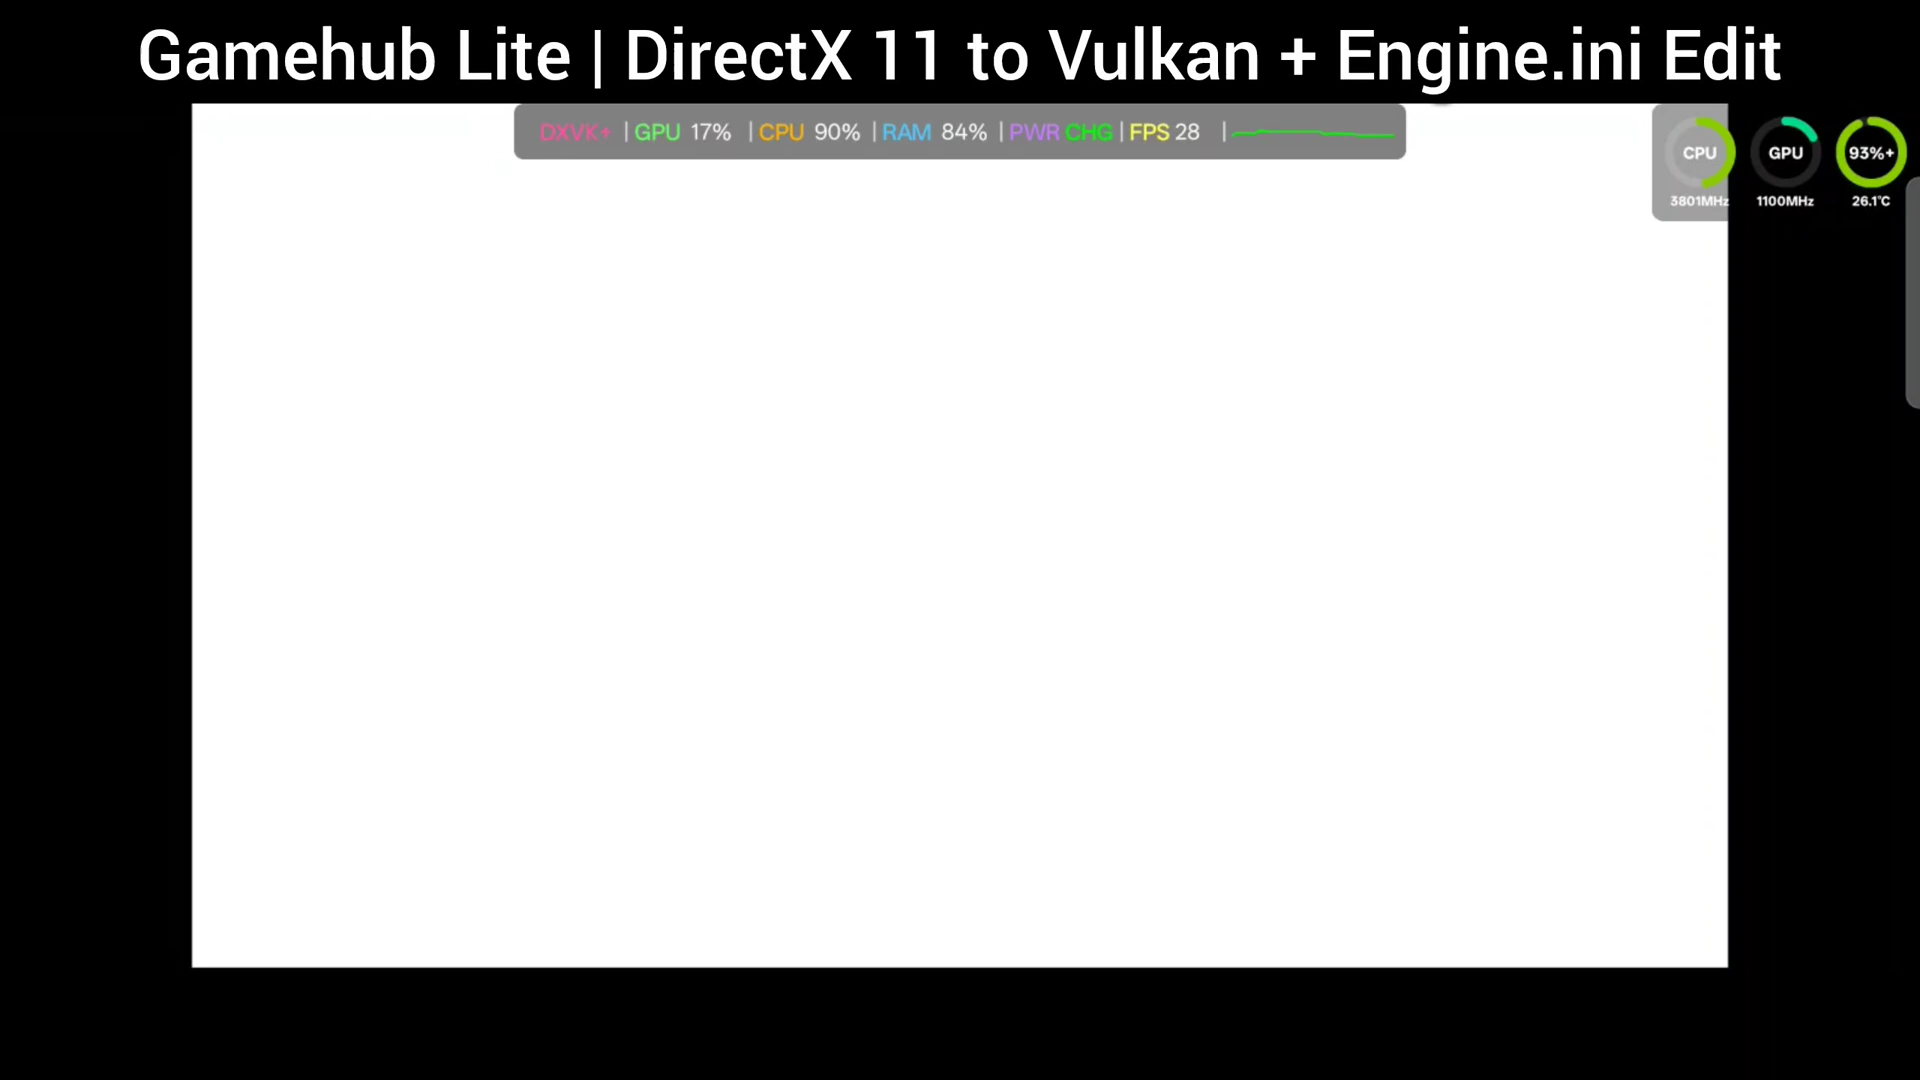 Gamehub Lite | DirectX 11 to Vulkan + Engine.ini Edit
DXVK+ | GPU 17% | CPU 90% | RAM 84% | PWR CHG | FPS 28 |
CPU GPU 93%+
3801MHz 1100MHz 26.1°C